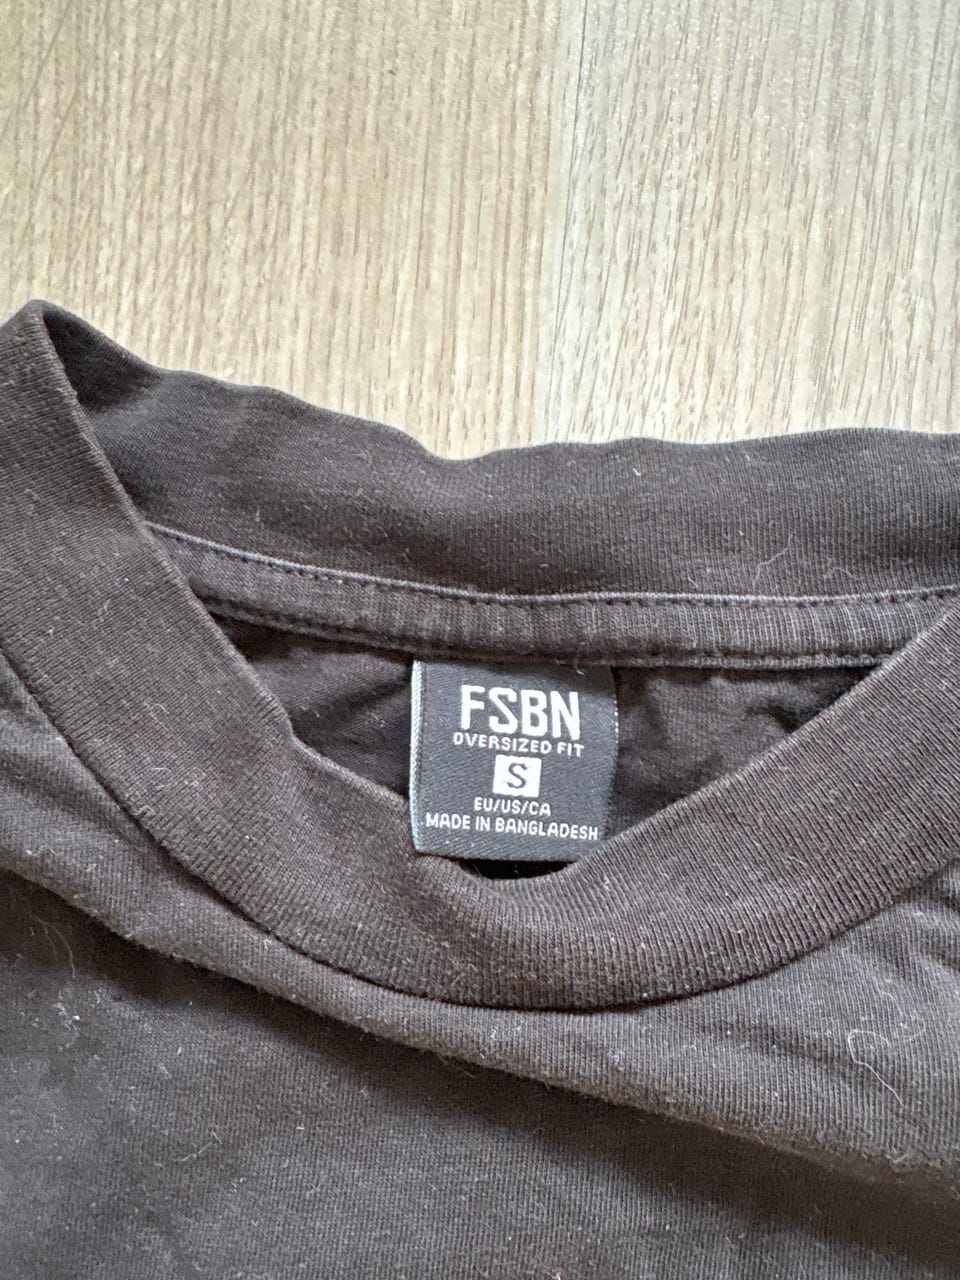 FSBN
OVERSIZED FIT
S
EU/US/CA
MADE IN BANGLADESH